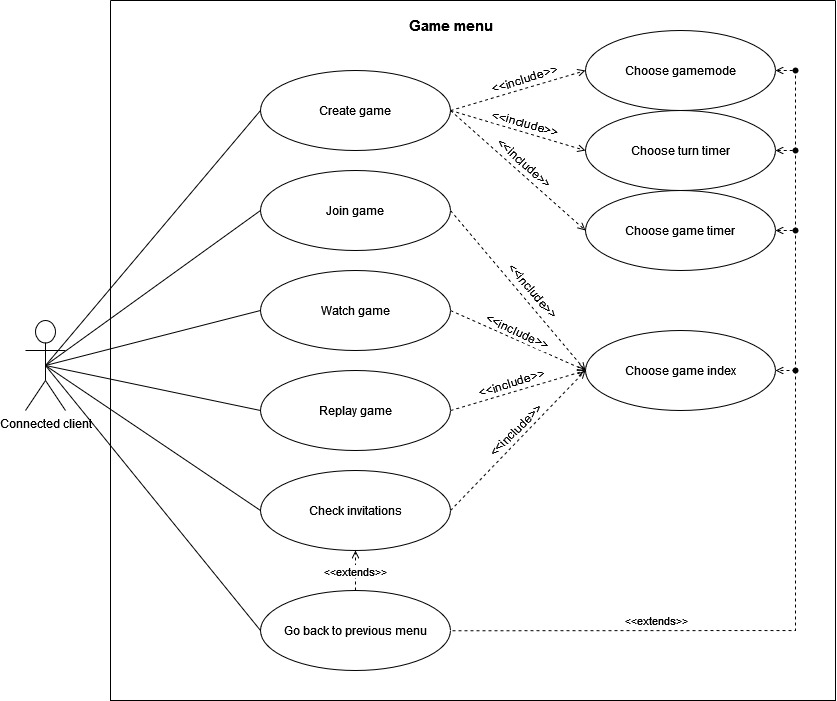 Game menu
Create game
Join game
Watch game
Replay game
Check invitations
Go back to previous menu
Connected client
<<include>>
<<include>>
<<include>>
<<include>>
<<include>>
<<include>>
<<include>>
<<extends>>
<<extends>>
Choose gamemode
Choose turn timer
Choose game timer
Choose game index